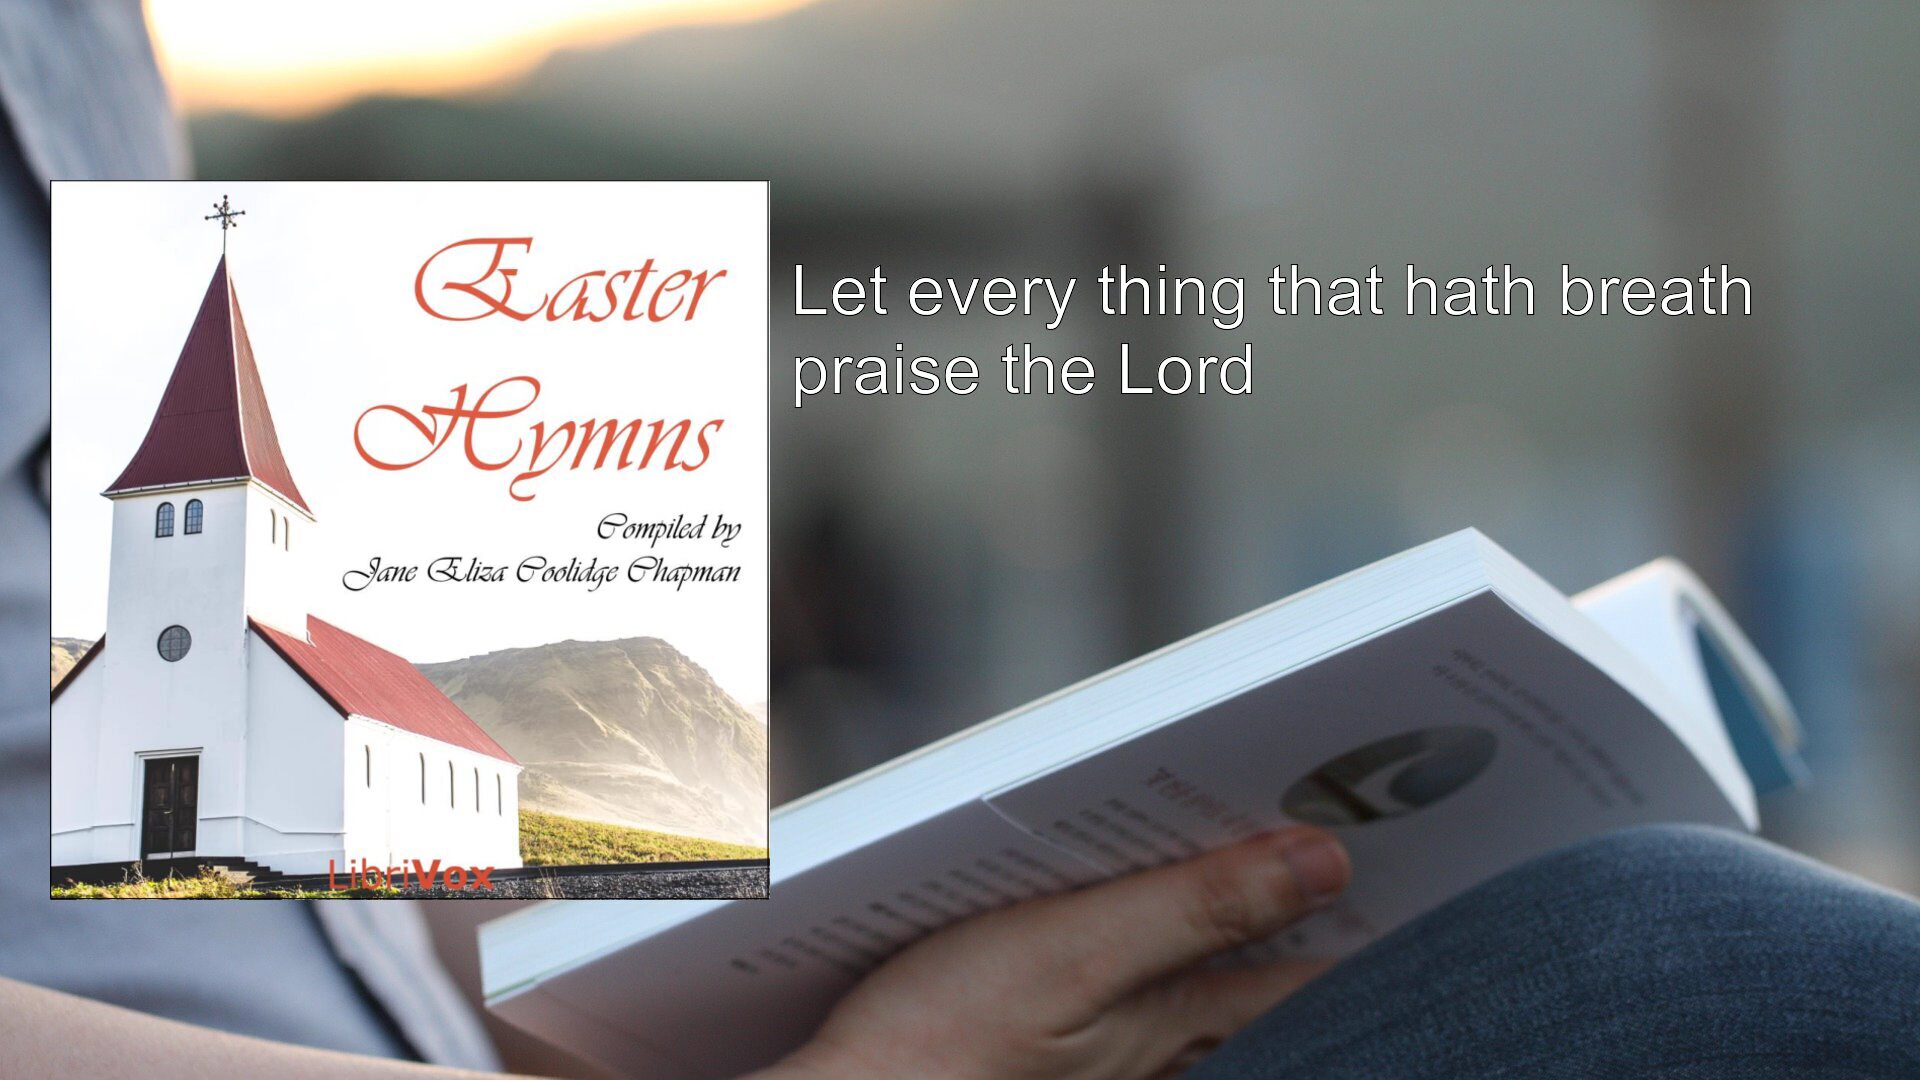 Easter
Hymns
Compiled by
Jane Eliza Coolidge Chapman
LibriVox
Let every thing that hath breath
praise the Lord